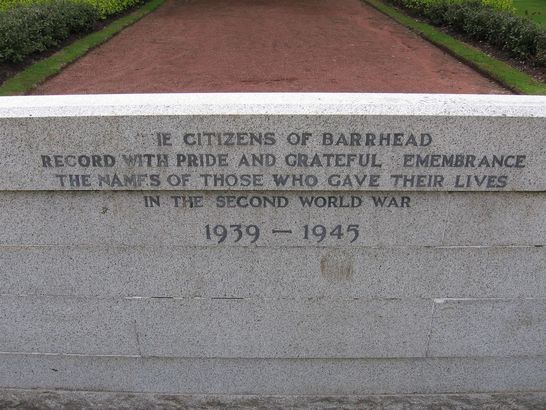 IE CITIZENS OF BARRHEAD
RECORD WITH PRIDE AND GRATEFUL EMEMBRANCE
THE NAMES OF THOSE WHO GAVE THEIR LIVES
IN THE SECOND WORLD WAR
1939 — 1945